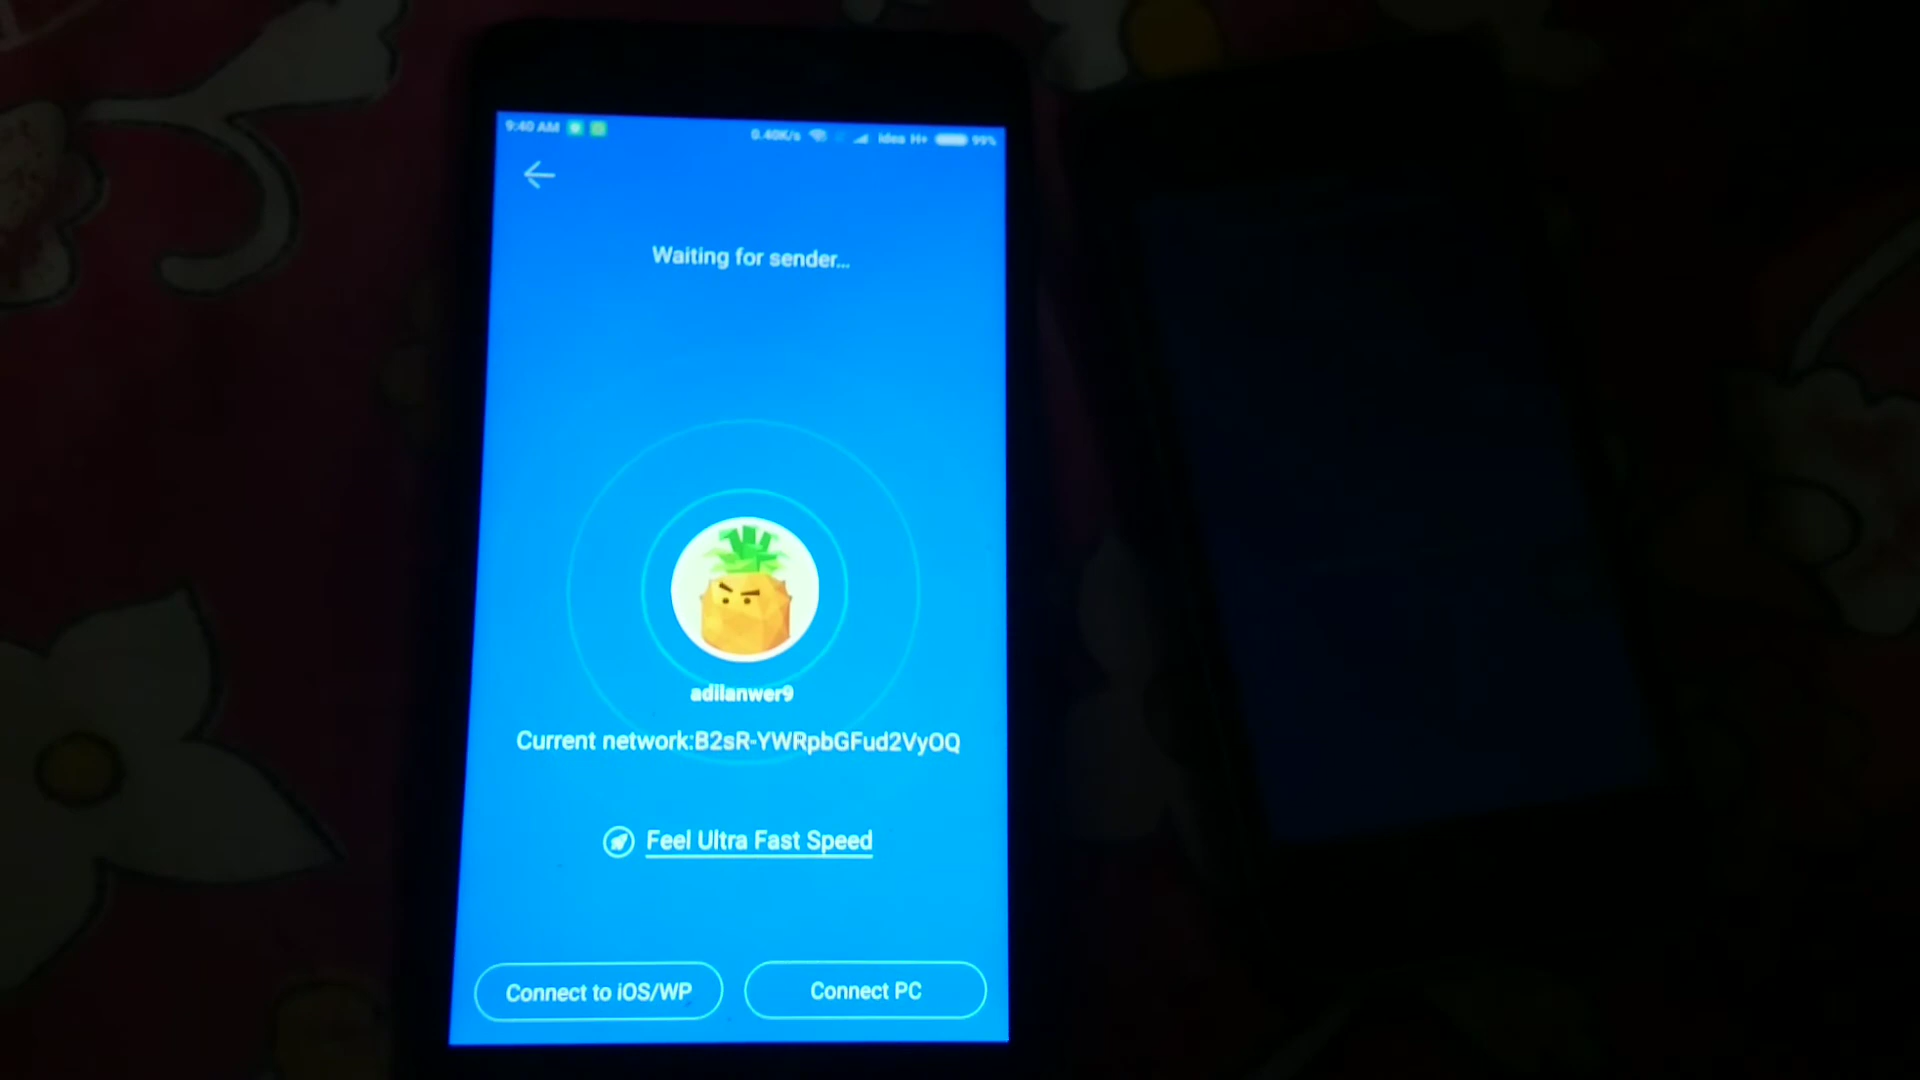 9:40 AM 0.40K/s Idea H+ 99%
Waiting for sender...
adilanwer9
Current network:B2sR-YWRpbGFud2VyOQ
Feel Ultra Fast Speed
Connect to iOS/WP
Connect PC